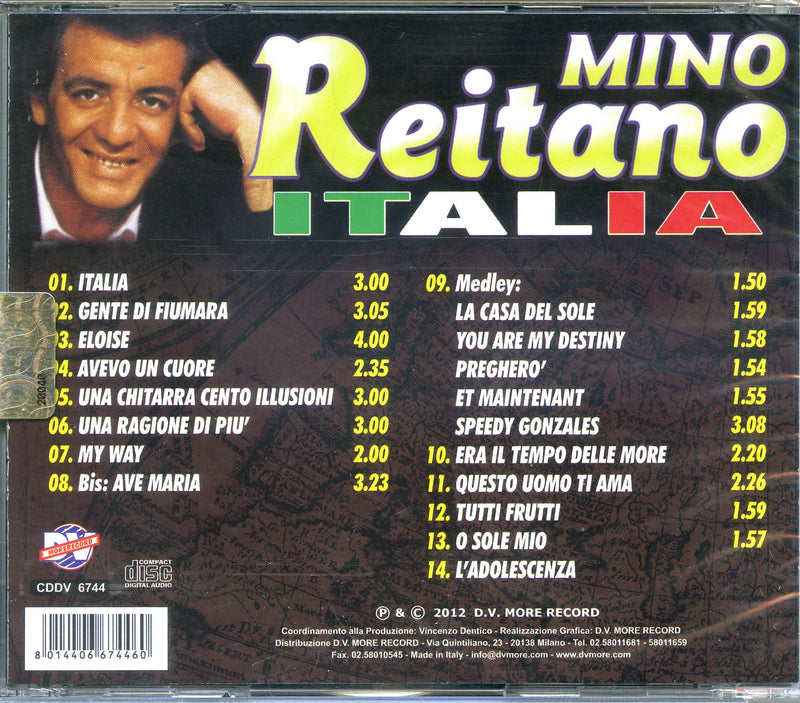 MINO
Reitano
ITALIA
01. ITALIA 3.00
02. GENTE DI FIUMARA 3.05
03. ELOISE 4.00
04. AVEVO UN CUORE 2.35
05. UNA CHITARRA CENTO ILLUSIONI 3.00
06. UNA RAGIONE DI PIU' 3.00
07. MY WAY 2.00
08. Bis: AVE MARIA 3.23
09. Medley: 1.50
LA CASA DEL SOLE 1.59
YOU ARE MY DESTINY 1.58
PREGHERO' 1.54
ET MAINTENANT 1.55
SPEEDY GONZALES 3.08
10. ERA IL TEMPO DELLE MORE 2.20
11. QUESTO UOMO TI AMA 2.26
12. TUTTI FRUTTI 1.59
13. O SOLE MIO 1.57
14. L'ADOLESCENZA
DV
MORERECORD
CDDV 6744
COMPACT
disc
DIGITAL AUDIO
8 014406 674460
℗ & © 2012 D.V. MORE RECORD
Coordinamento alla Produzione: Vincenzo Dentico - Realizzazione Grafica: D.V. MORE RECORD
Distribuzione D.V. MORE RECORD - Via Quintiliano, 23 - 20138 Milano - Tel. 02.58011681 - 58011659
Fax. 02.58010545 - Made in Italy - info@dvmore.com - www.dvmore.com